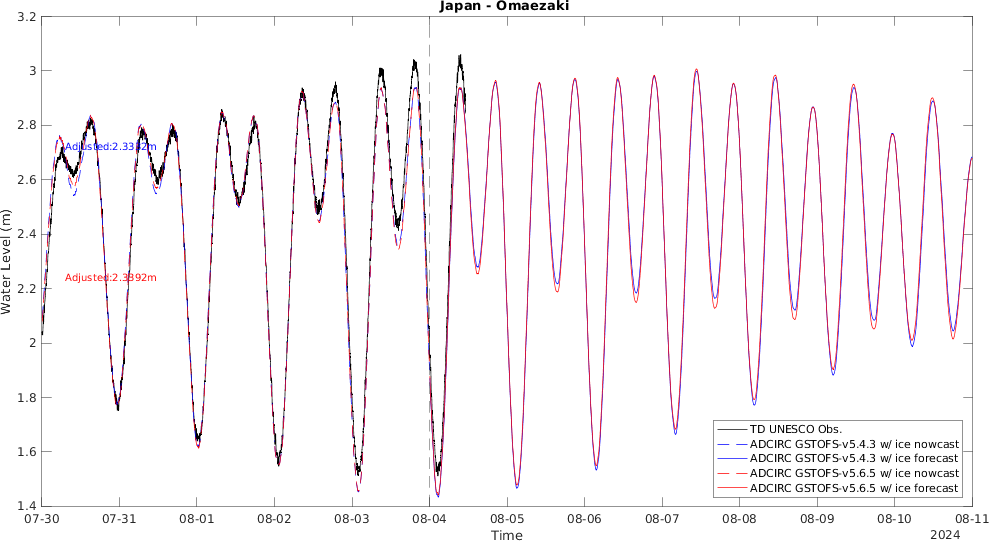 Japan - Omaezaki
3.2
3
2.8
2.6
2.4
2.2
2
1.8
1.6
1.4
Water Level (m)
Adjusted:2.3392m
TD UNESCO Obs.
ADCIRC GSTOFS-v5.4.3 w/ ice nowcast
ADCIRC GSTOFS-v5.4.3 w/ ice forecast
ADCIRC GSTOFS-v5.6.5 w/ ice nowcast
ADCIRC GSTOFS-v5.6.5 w/ ice forecast
07-30 07-31 08-01 08-02 08-03 08-04 08-05 08-06 08-07 08-08 08-09 08-10 08-11
Time
2024